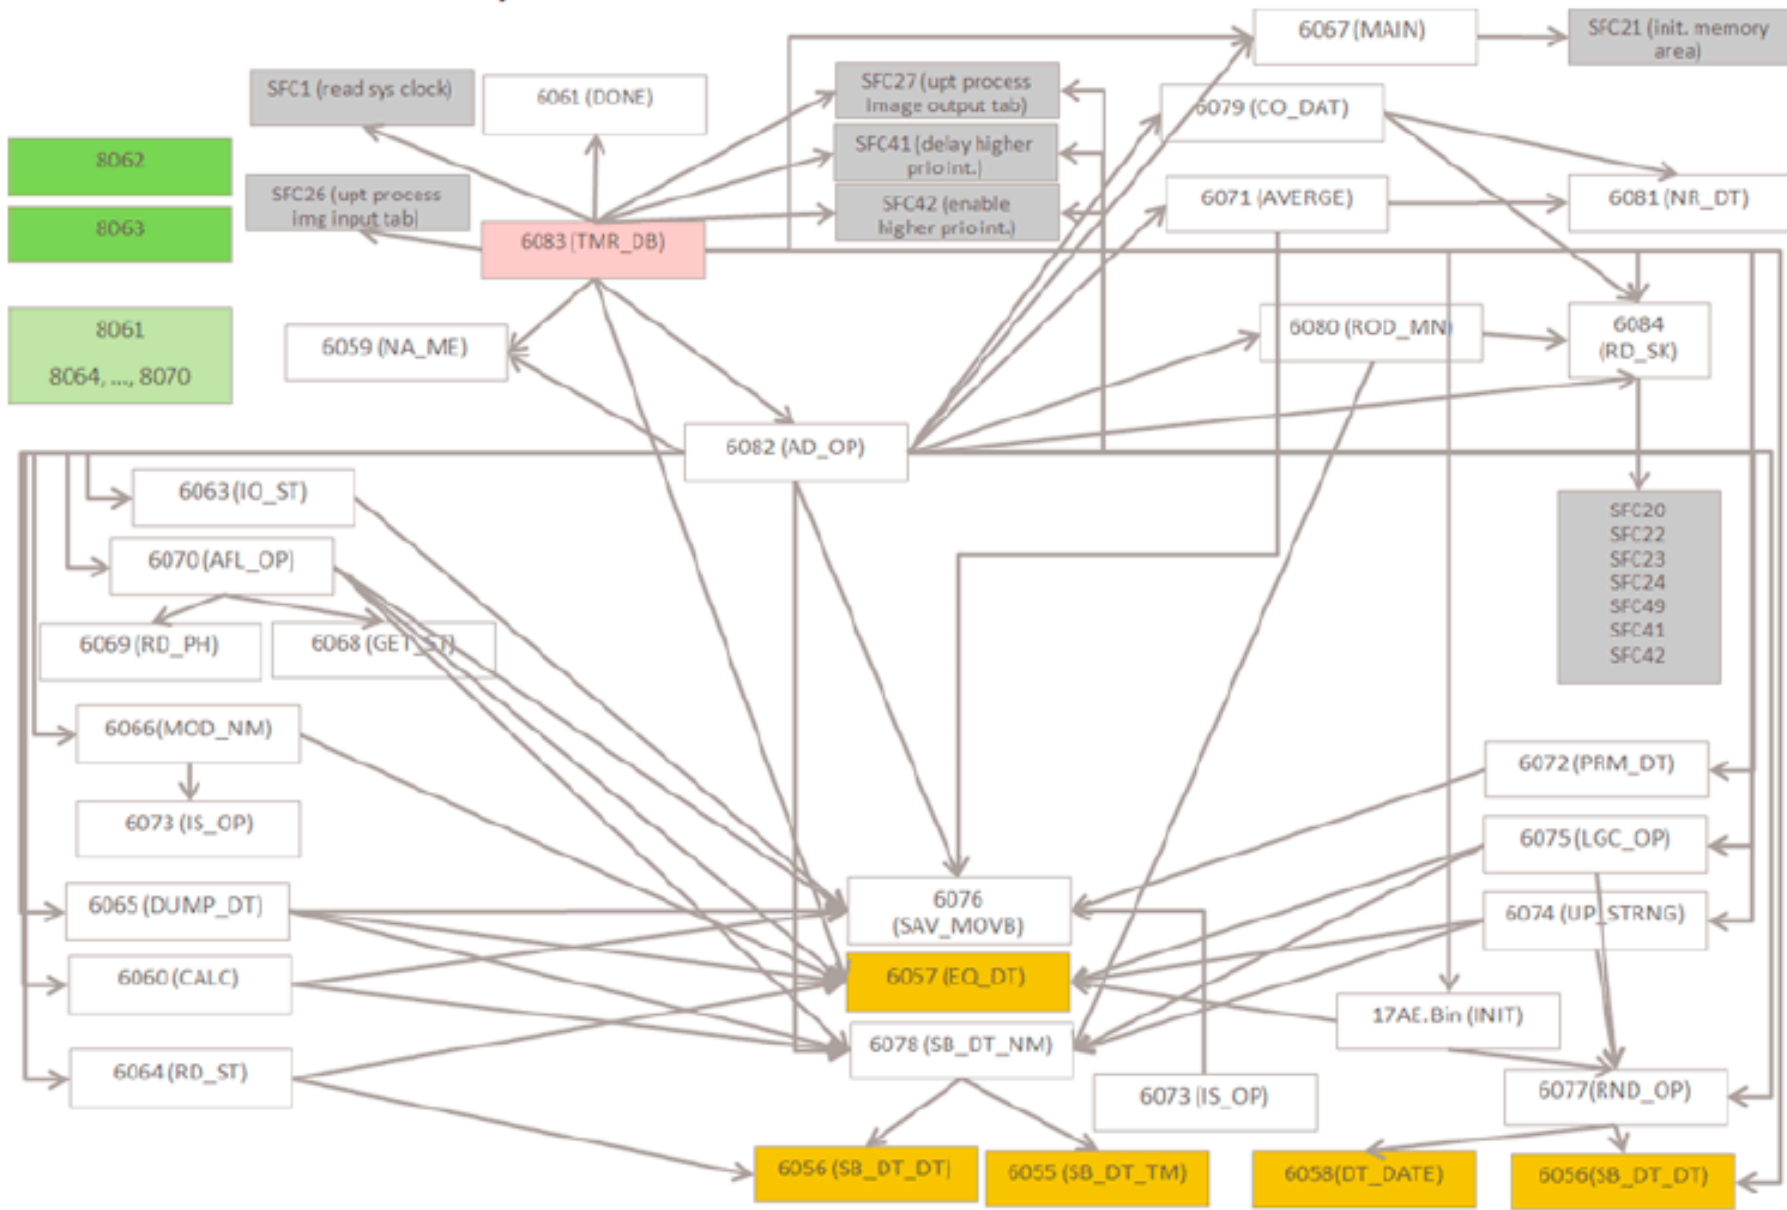 6067 (MAIN)
SFC21 (init. memory
area)
SFC1 (read sys clock)
6061 (DONE)
SFC27 (upt process
image output tab)
6079 (CO_DAT)
8062
SFC41 (delay higher
prio int.)
SFC26 (upt process
img input tab)
SFC42 (enable
higher prio int.)
6071 (AVERGE)
6081 (NR_DT)
8063
6083 (TMR_DB)
8061
8064, ..., 8070
6059 (NA_ME)
6080 (ROD_MN)
6084
(RD_SK)
6082 (AD_OP)
6063 (IO_ST)
SFC20
SFC22
SFC23
SFC24
SFC49
SFC41
SFC42
6070 (AFL_OP)
6069 (RD_PH)
6068 (GET_ST)
6066(MOD_NM)
6072 (PRM_DT)
6073 (IS_OP)
6075 (LGC_OP)
6065 (DUMP_DT)
6076
(SAV_MOVB)
6074 (UP_STRNG)
6060 (CALC)
6057 (EQ_DT)
17AE.Bin (INIT)
6064 (RD_ST)
6078 (SB_DT_NM)
6073 (IS_OP)
6077(RND_OP)
6056 (SB_DT_DT)
6055 (SB_DT_TM)
6058(DT_DATE)
6056(SB_DT_DT)